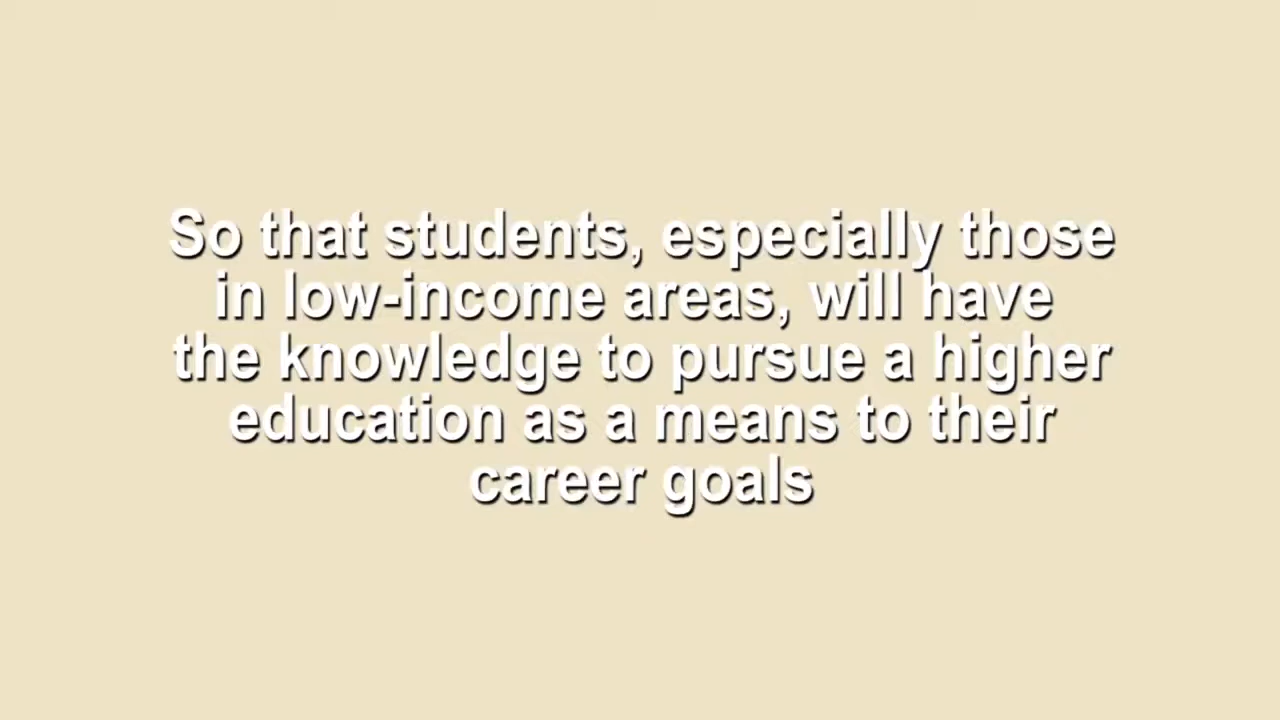 So that students, especially those
in low-income areas, will have
the knowledge to pursue a higher
education as a means to their
career goals